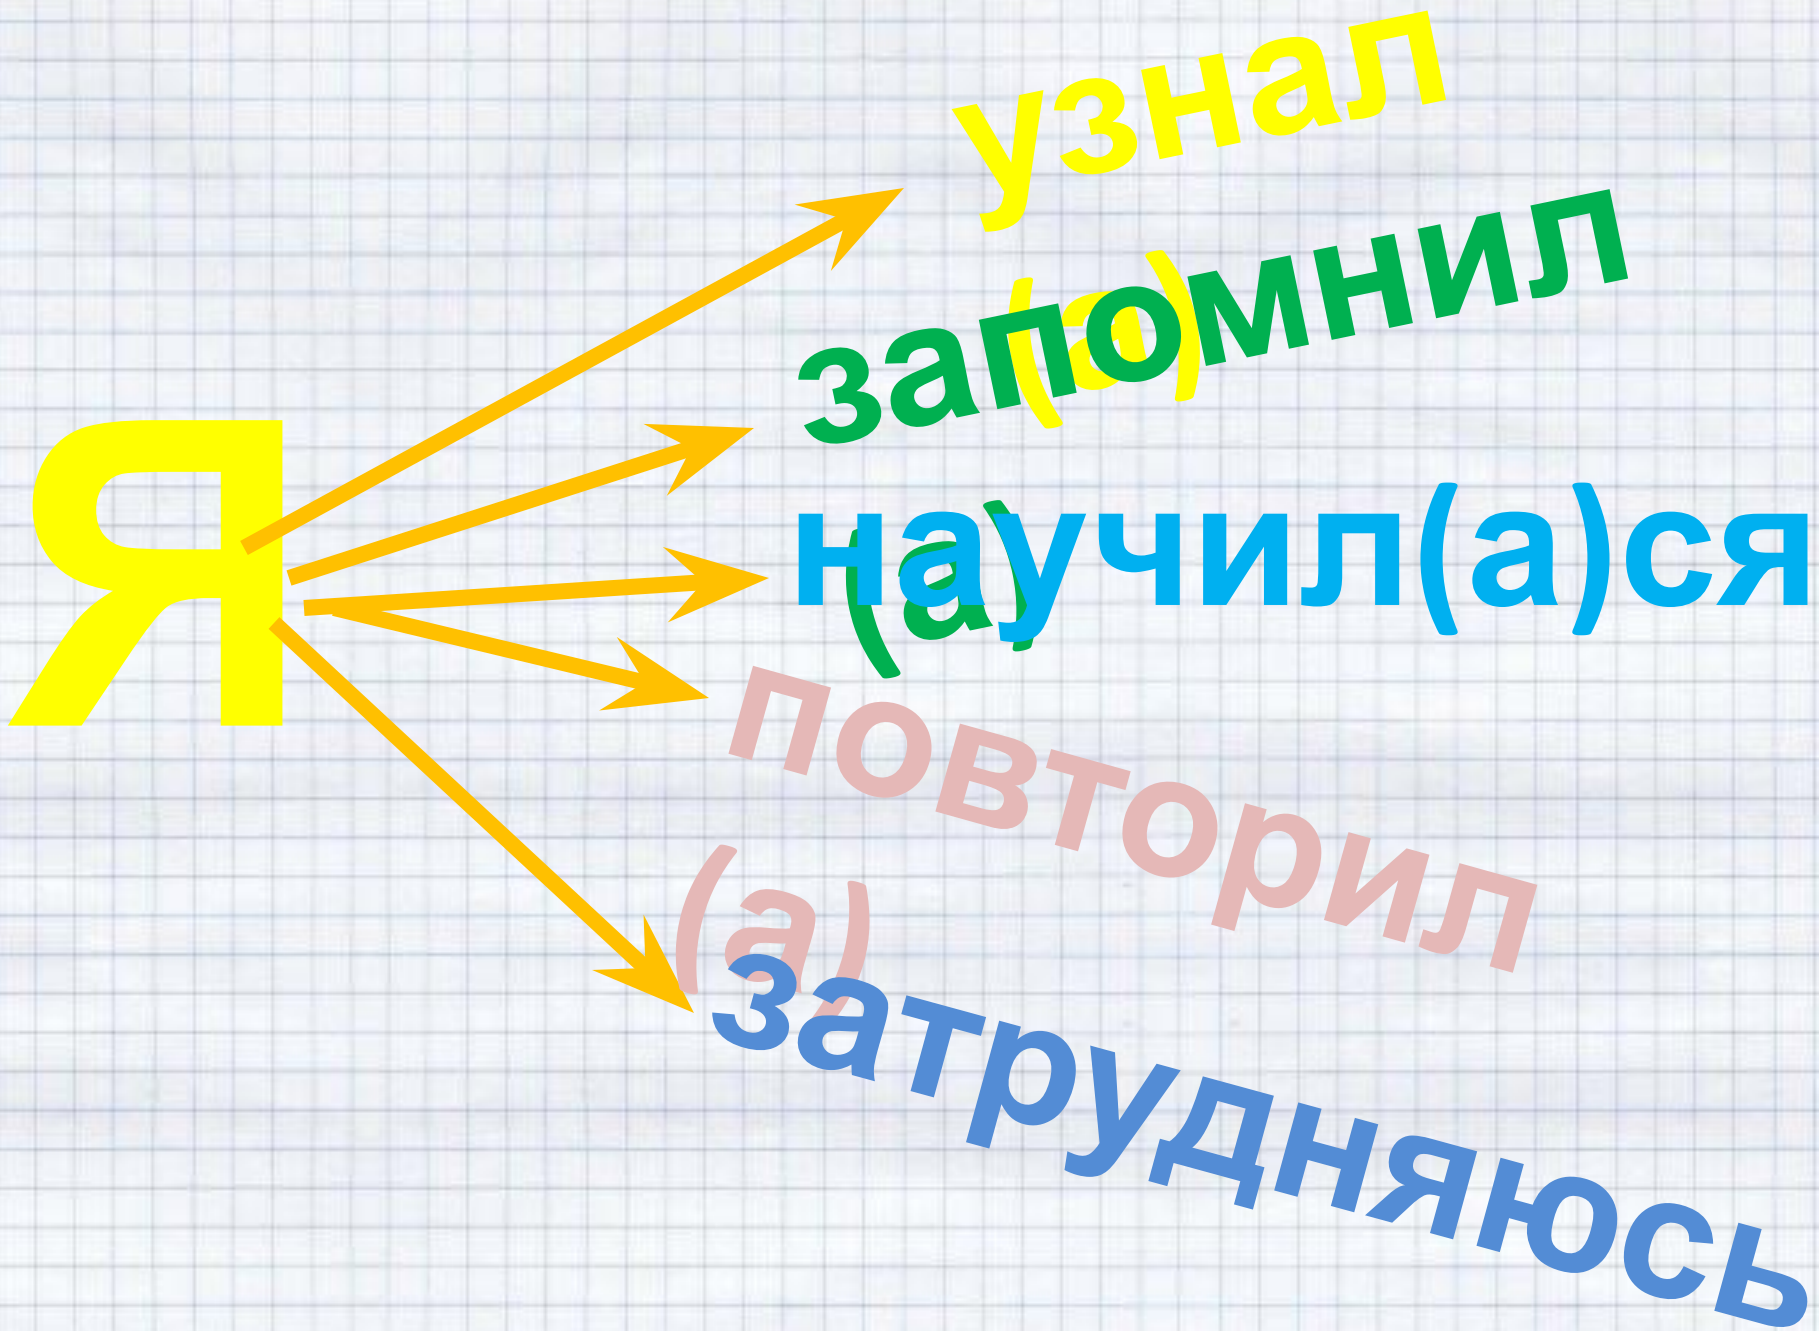 Я
узнал
(а)
запомнил
(а)
научил(а)ся
повторил
(а)
затрудняюсь